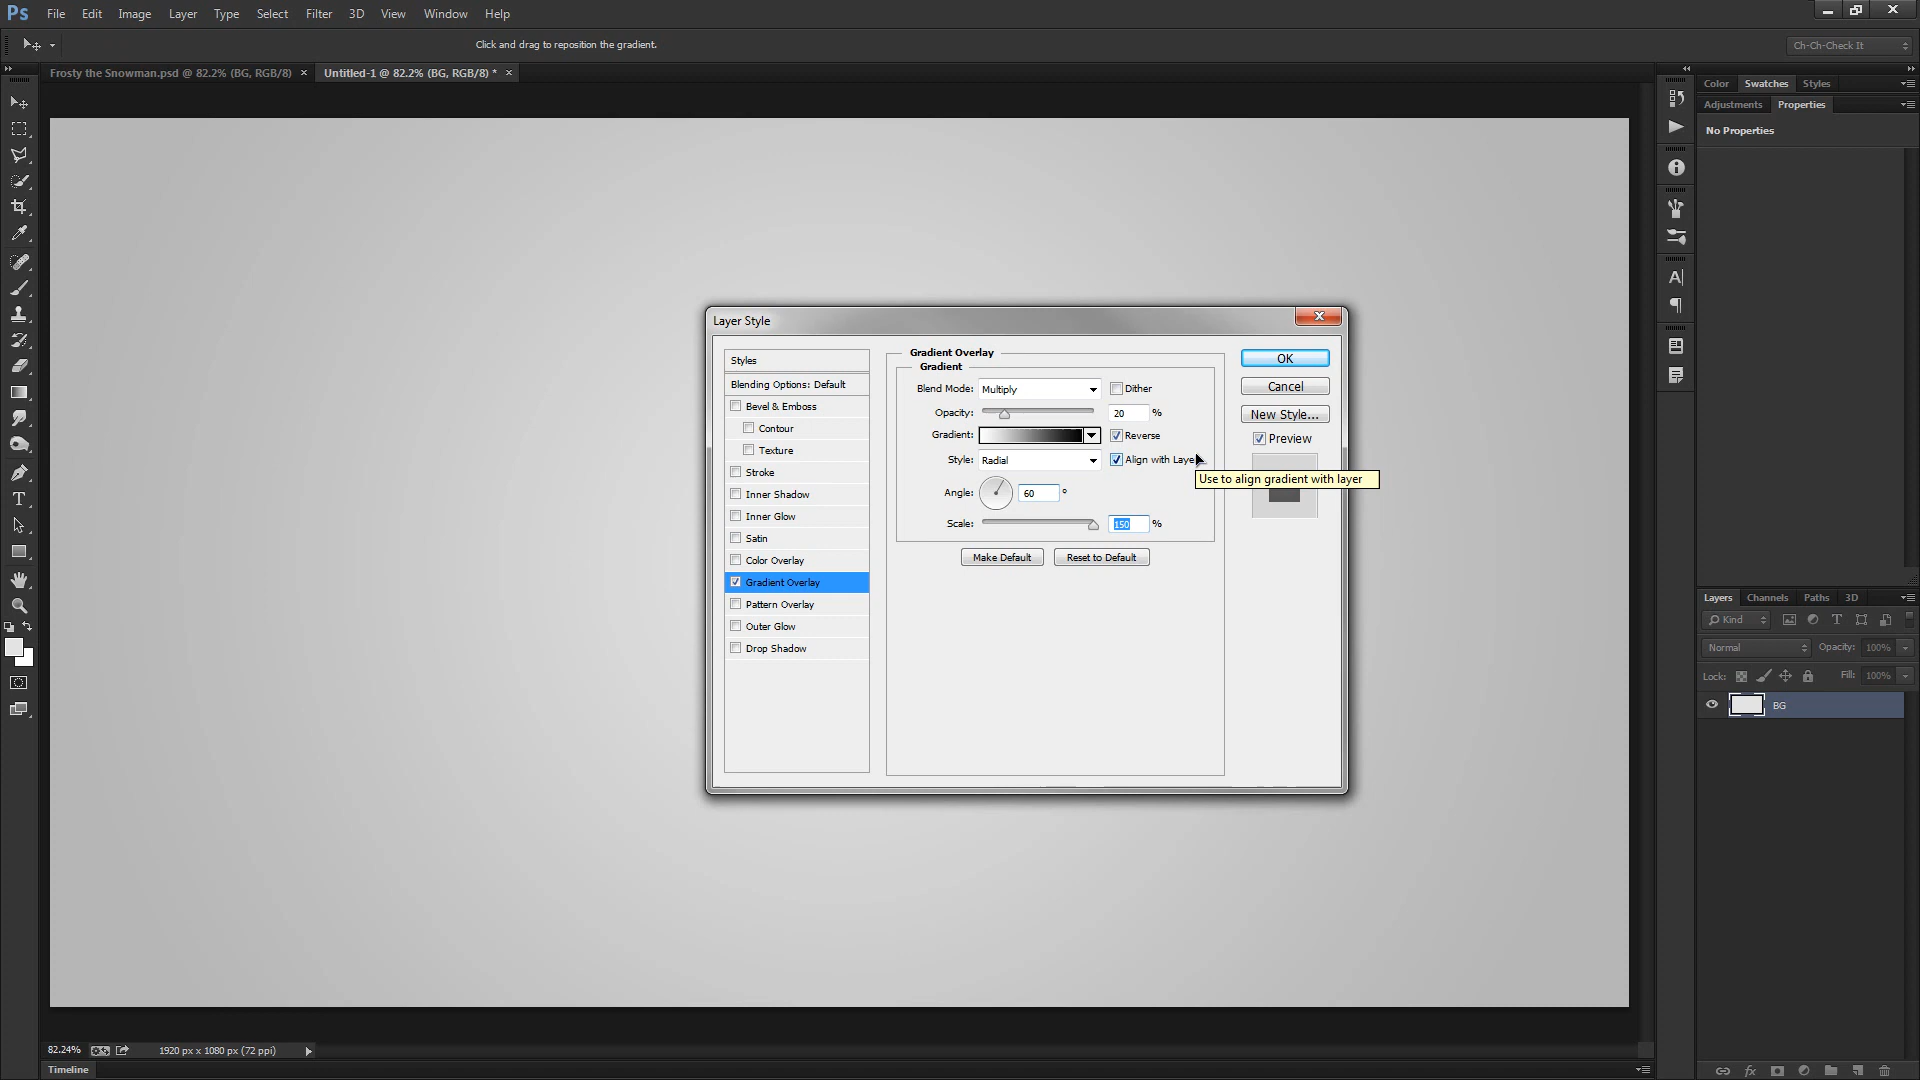 Ps File Edit Image Layer Type Select Filter 3D View Window Help
Click and drag to reposition the gradient.
Ch-Ch-Check It
Frosty the Snowman.psd @ 82.2% (BG, RGB/8) × Untitled-1 @ 82.2% (BG, RGB/8) * ×
Color Swatches Styles
Adjustments Properties
No Properties
Layer Style
Styles
Blending Options: Default
Bevel & Emboss
Contour
Texture
Stroke
Inner Shadow
Inner Glow
Satin
Color Overlay
Gradient Overlay
Pattern Overlay
Outer Glow
Drop Shadow
Gradient Overlay
Gradient
Blend Mode: Multiply Dither
Opacity: 20 %
Gradient: Reverse
Style: Radial Align with Laye
Angle: 60 °
Scale: 150 %
Make Default Reset to Default
OK
Cancel
New Style...
Preview
Use to align gradient with layer
Layers Channels Paths 3D
Kind
Normal Opacity: 100%
Lock: Fill: 100%
BG
82.24% 1920 px x 1080 px (72 ppi)
Timeline